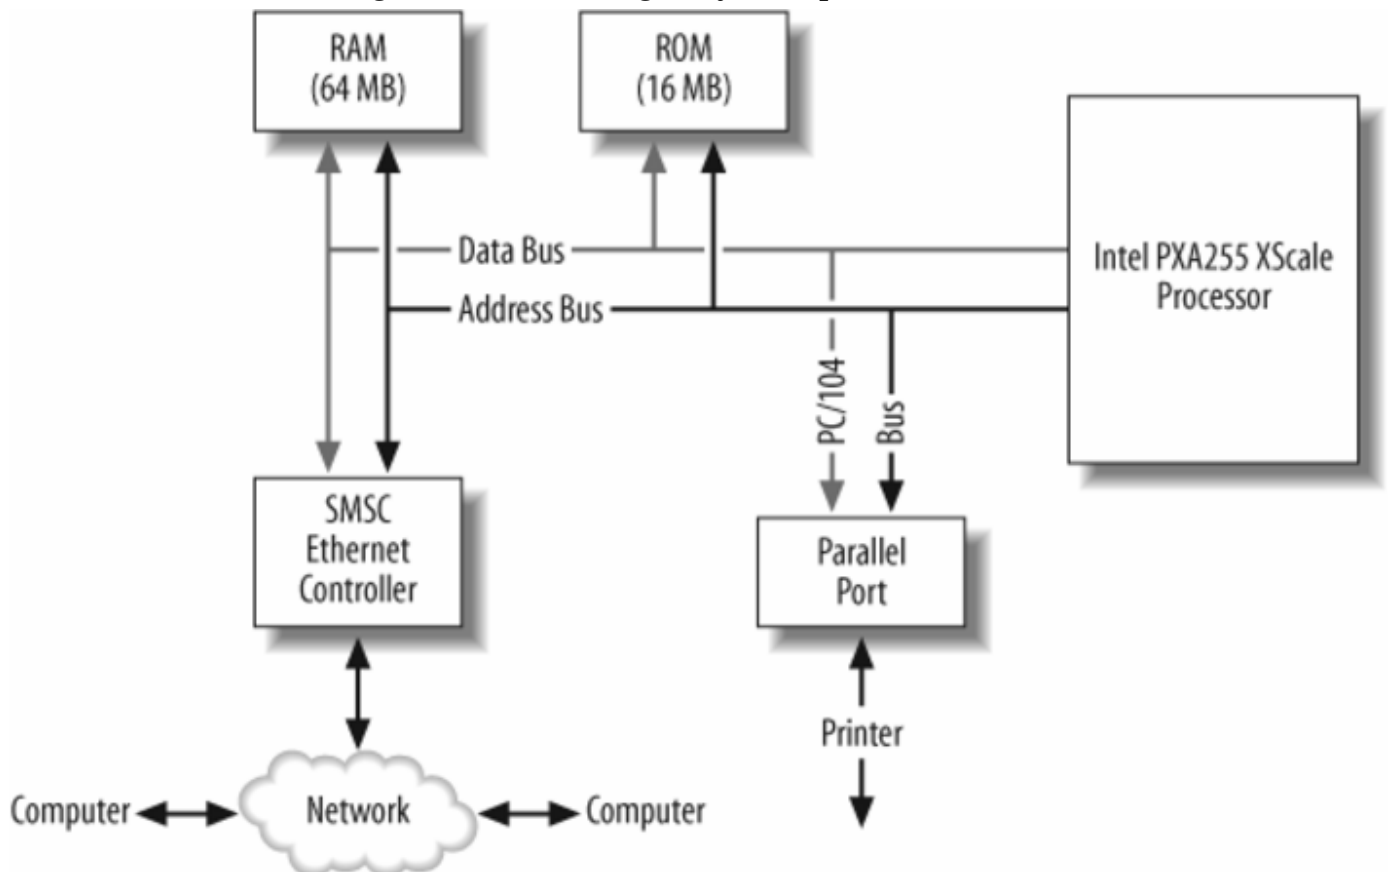 RAM
(64 MB)
ROM
(16 MB)
Intel PXA255 XScale
Processor
Data Bus
Address Bus
PC/104
Bus
SMSC
Ethernet
Controller
Parallel
Port
Printer
Computer
Network
Computer